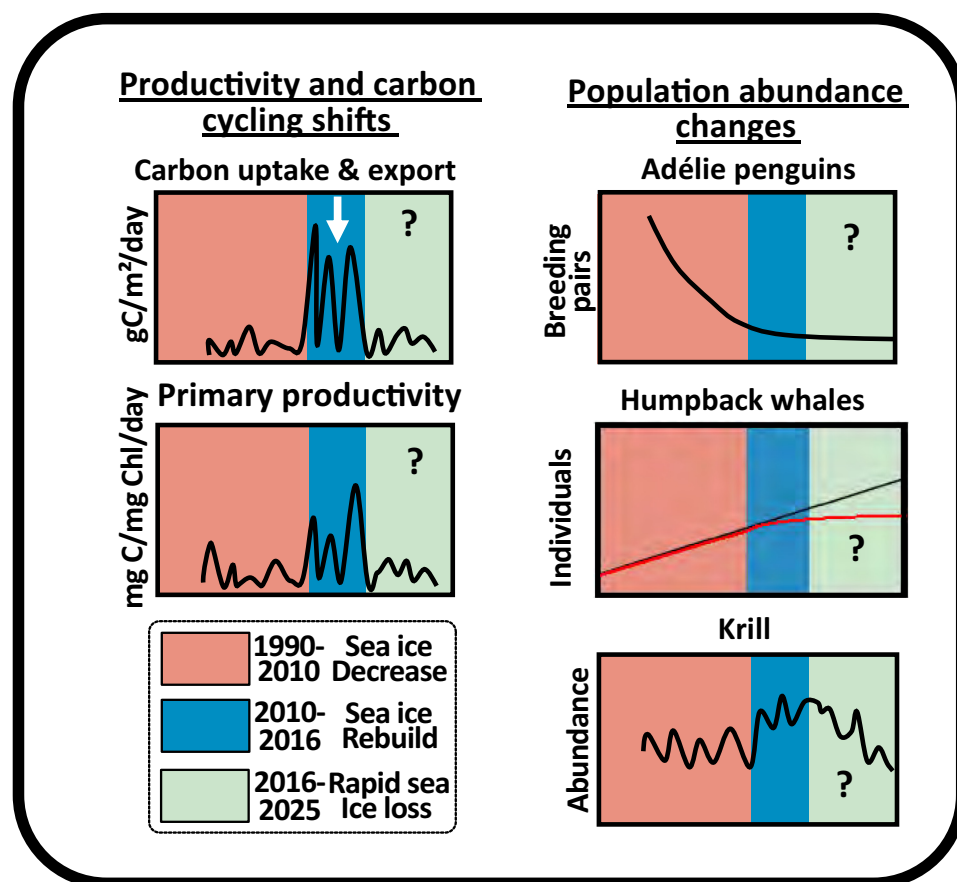 Productivity and carbon
cycling shifts
Carbon uptake & export
gC/m²/day
?
Primary productivity
mg C/mg Chl/day
?
1990-
2010
Sea ice
Decrease
2010-
2016
Sea ice
Rebuild
2016-
2025
Rapid sea
Ice loss
Population abundance
changes
Adélie penguins
Breeding
pairs
?
Humpback whales
Individuals
?
Krill
Abundance
?